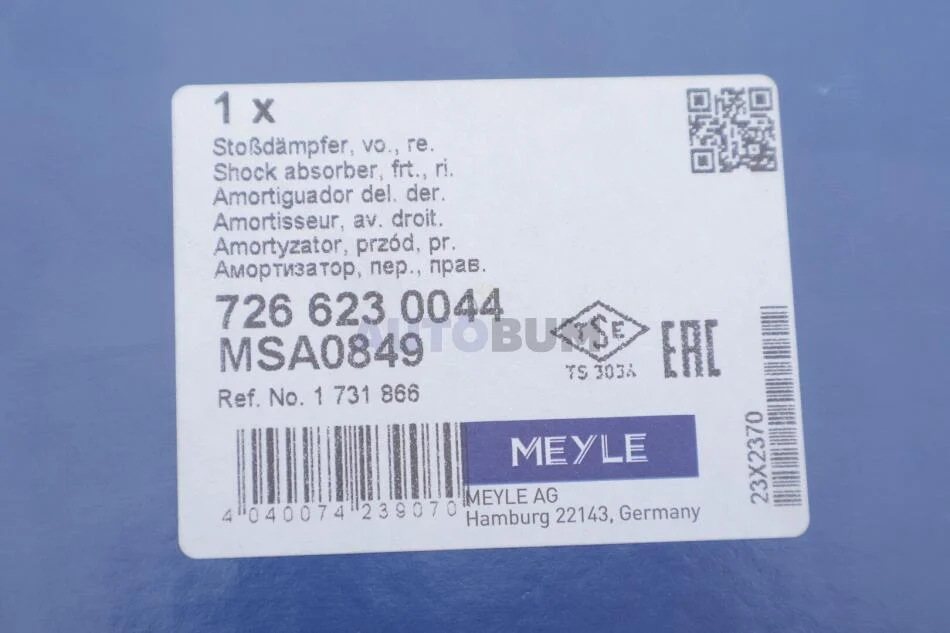 1 x
Stoßdämpfer, vo., re.
Shock absorber, frt., ri.
Amortiguador del. der.
Amortisseur, av. droit.
Amortyzator, przód, pr.
Амортизатор, пер., прав.
726 623 0044
AUTOBUM
MSA0849
TSE
TS 303A
EAC
Ref. No. 1 731 866
MEYLE
4 040074 239070
MEYLE AG
Hamburg 22143, Germany
23X2370